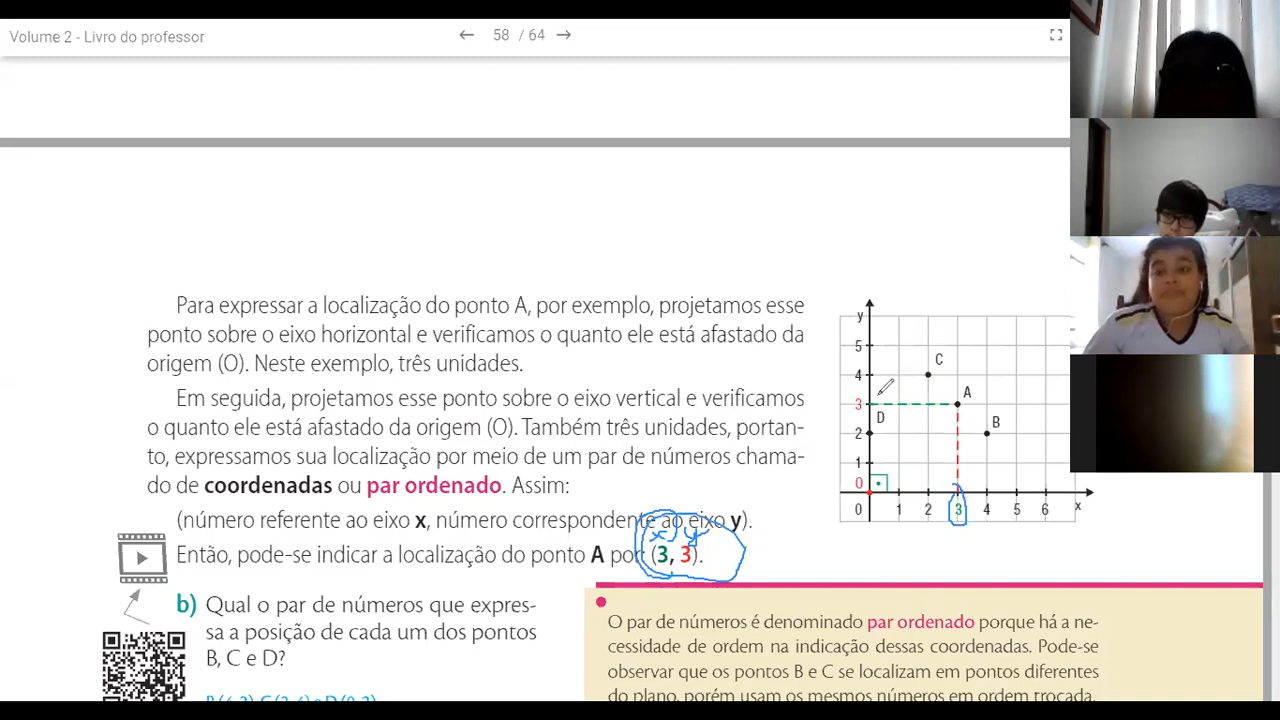 Volume 2 - Livro do professor
← 58 / 64 →
Para expressar a localização do ponto A, por exemplo, projetamos esse
ponto sobre o eixo horizontal e verificamos o quanto ele está afastado da
origem (O). Neste exemplo, três unidades.
Em seguida, projetamos esse ponto sobre o eixo vertical e verificamos
o quanto ele está afastado da origem (O). Também três unidades, portan-
to, expressamos sua localização por meio de um par de números chama-
do de coordenadas ou par ordenado. Assim:
(número referente ao eixo x, número correspondente ao eixo y).
x y
Então, pode-se indicar a localização do ponto A por: (3, 3).
b) Qual o par de números que expres-
sa a posição de cada um dos pontos
B, C e D?
y
5
C
4
3
A
D
B
2
1
0
0 1 2 3 4 5 6 x
O par de números é denominado par ordenado porque há a ne-
cessidade de ordem na indicação dessas coordenadas. Pode-se
observar que os pontos B e C se localizam em pontos diferentes
do plano, porém usam os mesmos números em ordem trocada.